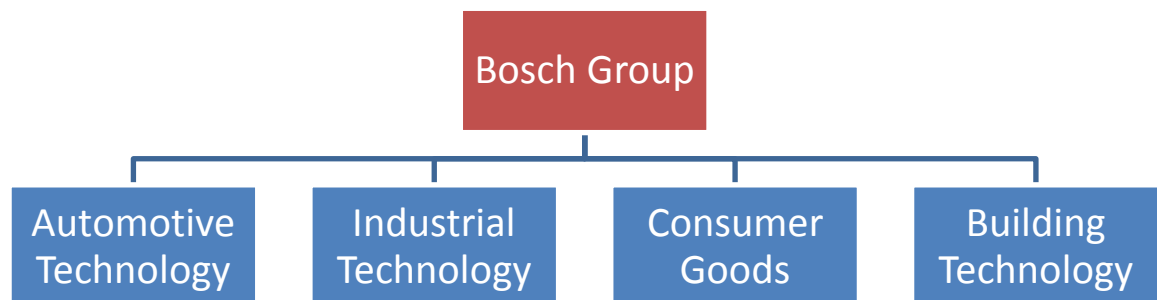 Bosch Group
Automotive
Technology
Industrial
Technology
Consumer
Goods
Building
Technology